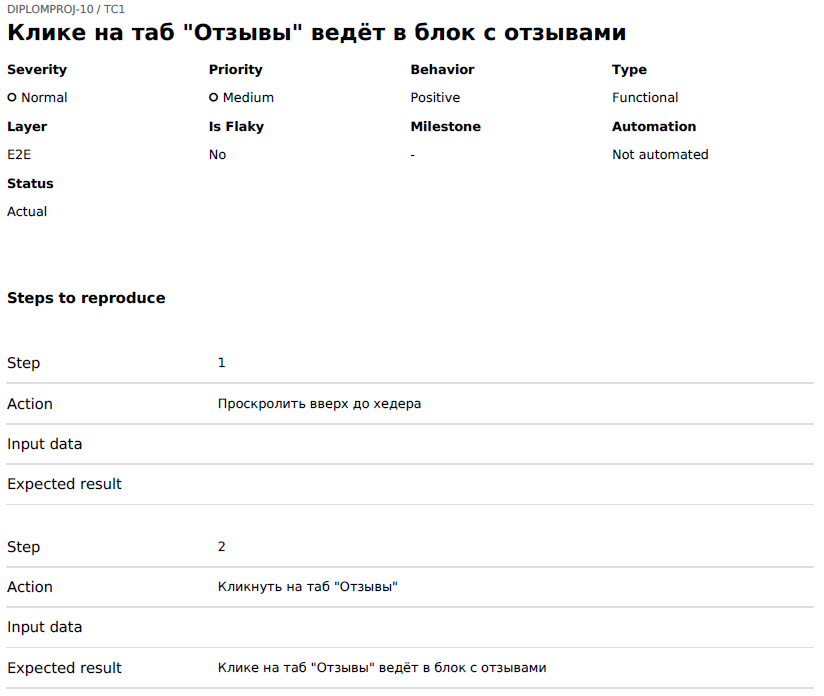 DIPLOMPROJ-10 / TC1
Клике на таб "Отзывы" ведёт в блок с отзывами
Severity Priority Behavior Type
Normal Medium Positive Functional
Layer Is Flaky Milestone Automation
E2E No - Not automated
Status
Actual
Steps to reproduce
Step 1
Action Проскролить вверх до хедера
Input data
Expected result
Step 2
Action Кликнуть на таб "Отзывы"
Input data
Expected result Клике на таб "Отзывы" ведёт в блок с отзывами